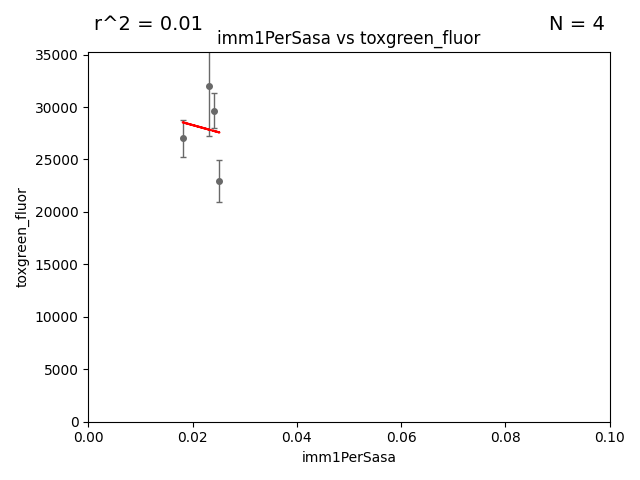 r^2 = 0.01
N = 4
imm1PerSasa vs toxgreen_fluor
35000
30000
25000
20000
15000
10000
5000
0
toxgreen_fluor
0.00
0.02
0.04
0.06
0.08
0.10
imm1PerSasa